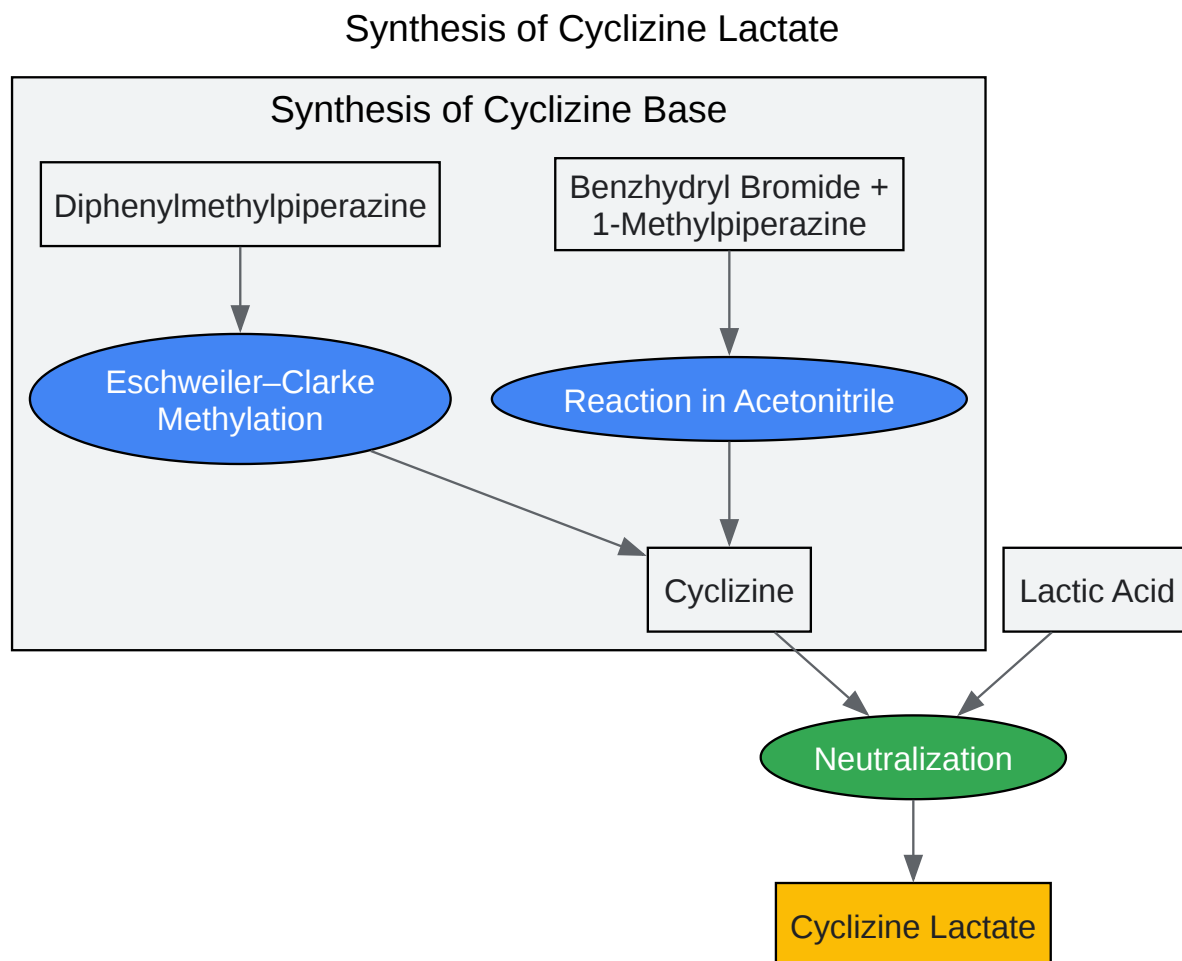 Synthesis of Cyclizine Lactate
Synthesis of Cyclizine Base
Diphenylmethylpiperazine
Benzhydryl Bromide +
1-Methylpiperazine
Eschweiler–Clarke
Methylation
Reaction in Acetonitrile
Cyclizine
Lactic Acid
Neutralization
Cyclizine Lactate